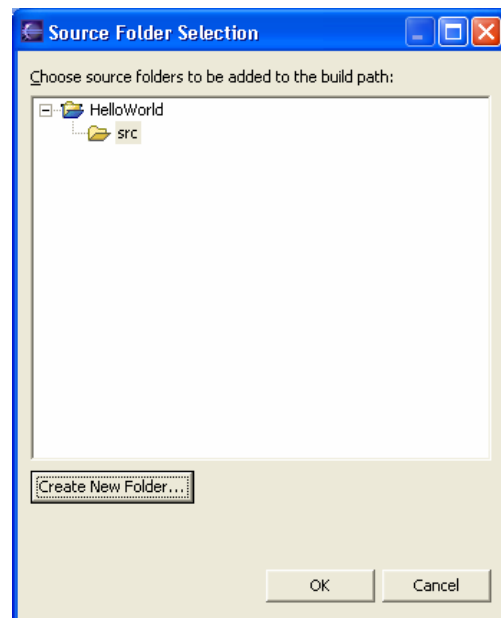 Source Folder Selection
Choose source folders to be added to the build path:
HelloWorld
src
Create New Folder...
OK Cancel